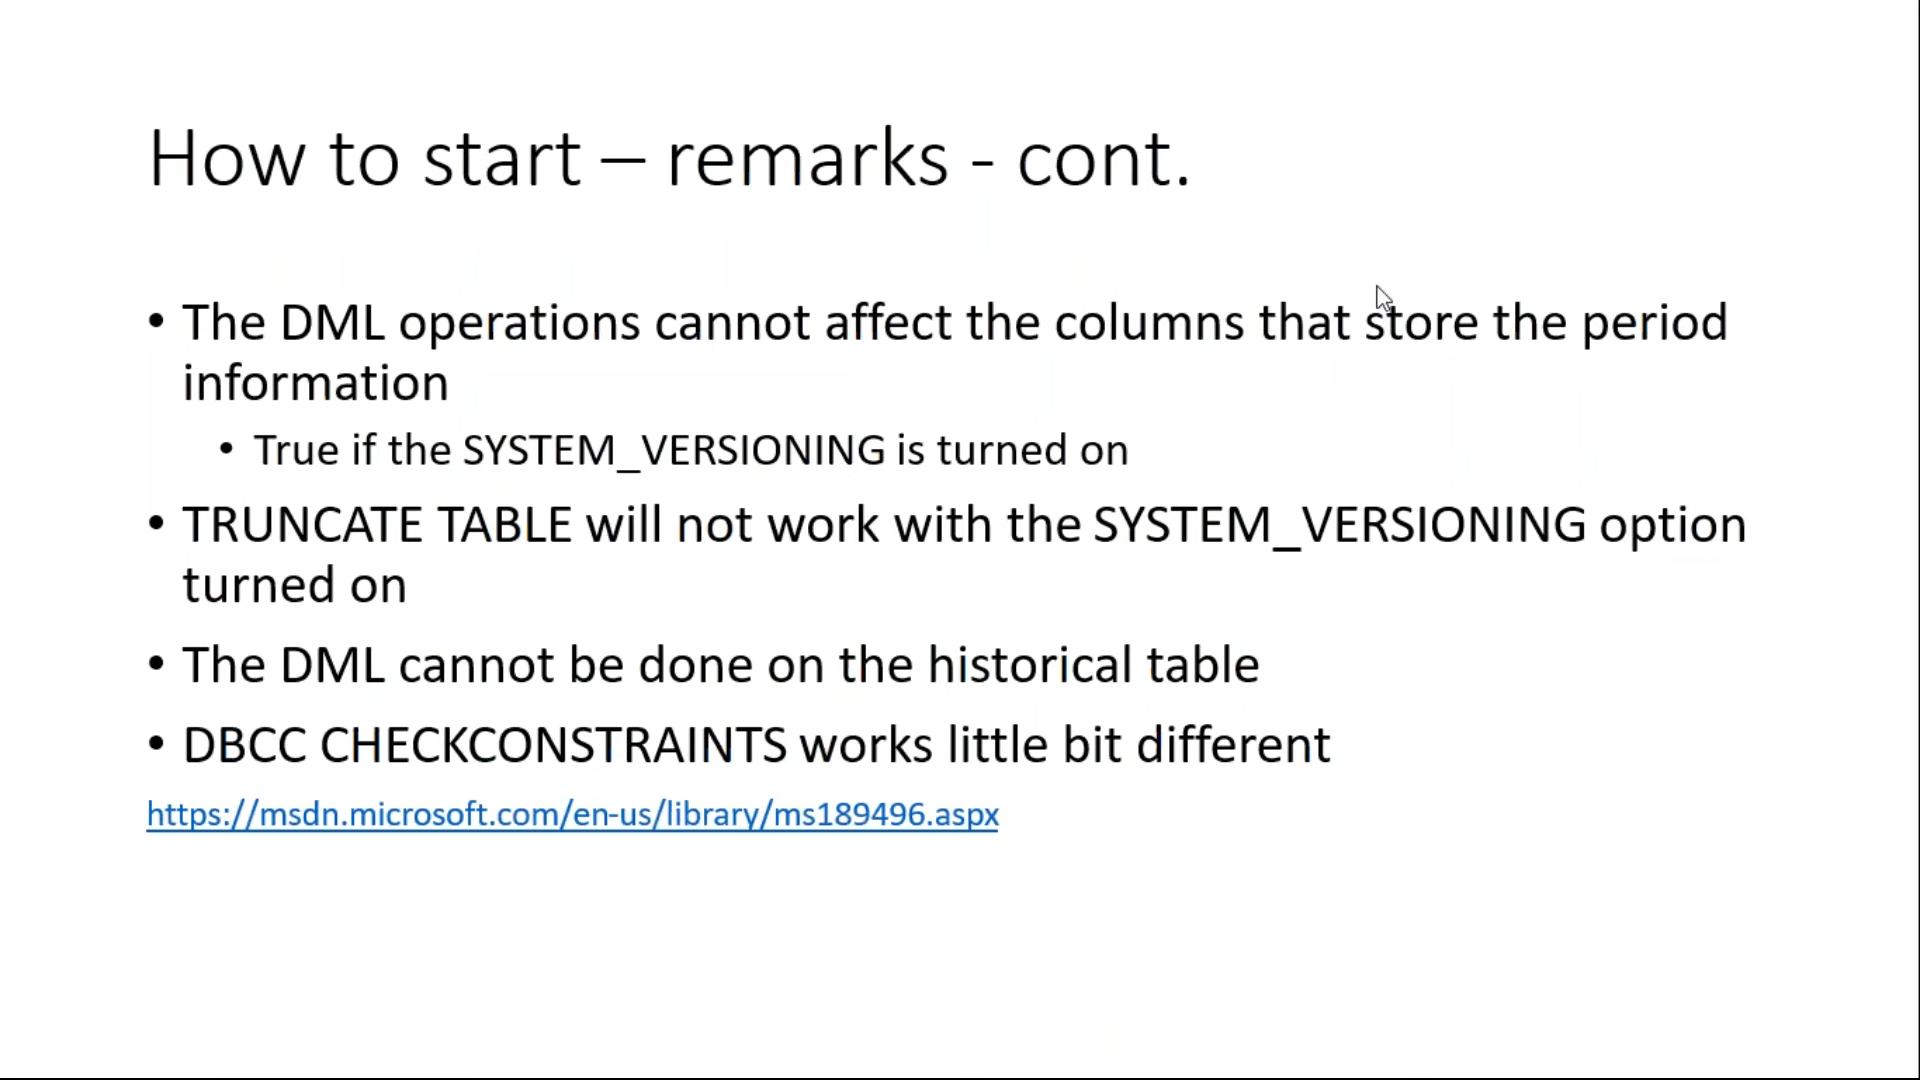 How to start – remarks - cont.
• The DML operations cannot affect the columns that store the period
information
• True if the SYSTEM_VERSIONING is turned on
• TRUNCATE TABLE will not work with the SYSTEM_VERSIONING option
turned on
• The DML cannot be done on the historical table
• DBCC CHECKCONSTRAINTS works little bit different
https://msdn.microsoft.com/en-us/library/ms189496.aspx